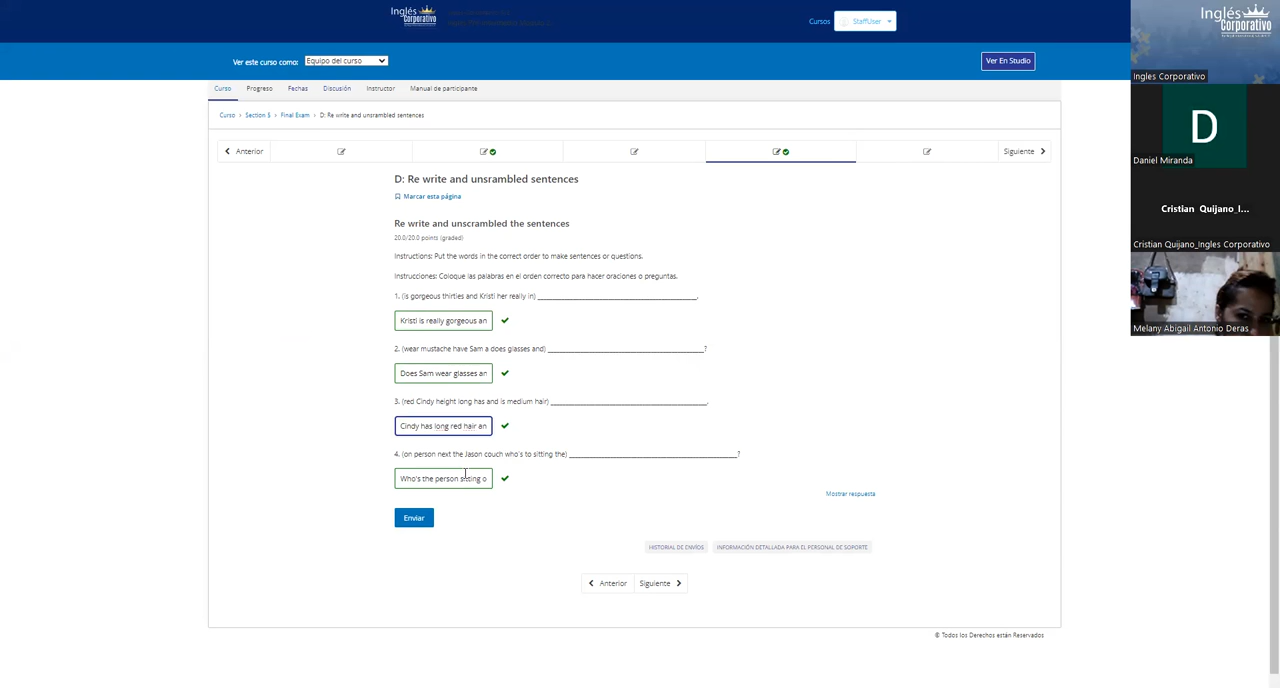 Inglés
Corporativo
Cursos
StaffUser
Ver este curso como:
Equipo del curso
Ver En Studio
Curso
Progreso
Fechas
Discusión
Instructor
Manual de participante
Curso > Section 5 > Final Exam > D: Re write and unsrambled sentences
Anterior
Siguiente
D: Re write and unsrambled sentences
Marcar esta página
Re write and unscrambled the sentences
20.0/20.0 points (graded)
Instructions: Put the words in the correct order to make sentences or questions.
Instrucciones: Coloque las palabras en el orden correcto para hacer oraciones o preguntas.
1. (is gorgeous thirties and Kristi her really in) ________________________________________.
Kristi is really gorgeous an
2. (wear mustache have Sam a does glasses and) ________________________________________?
Does Sam wear glasses an
3. (red Cindy height long has and is medium hair) ________________________________________.
Cindy has long red hair an
4. (on person next the Jason couch who's to sitting the) ___________________________________________?
Who's the person sitting o
Mostrar respuesta
Enviar
HISTORIAL DE ENVÍOS
INFORMACIÓN DETALLADA PARA EL PERSONAL DE SOPORTE
Anterior
Siguiente
© Todos los Derechos están Reservados
Inglés
Corporativo
Ingles Corporativo
D
Daniel Miranda
Cristian Quijano_I...
Cristian Quijano_Ingles Corporativo
Melany Abigail Antonio Deras